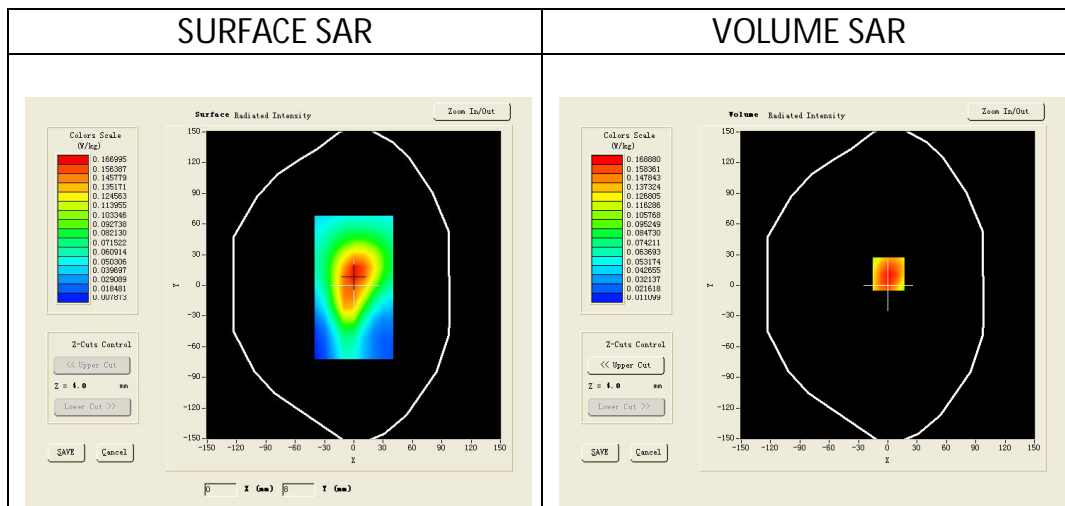 SURFACE SAR
VOLUME SAR
Surface Radiated Intensity
Zoom In/Out
Colors Scale
(W/kg)
0.166995
0.156387
0.145779
0.135171
0.124563
0.113955
0.103346
0.092738
0.082130
0.071522
0.060914
0.050306
0.039697
0.029089
0.018481
0.007873
150
120
90
60
30
0
-30
-60
-90
-120
-150
Y
-150 -120 -90 -60 -30 0 30 60 90 120 150
X
Z-Cuts Control
<< Upper Cut
Z = 4.0 mm
Lower Cut >>
SAVE
Cancel
0 X (mm) 8 Y (mm)
Volume Radiated Intensity
Zoom In/Out
Colors Scale
(W/kg)
0.168880
0.158361
0.147843
0.137324
0.126805
0.116286
0.105768
0.095249
0.084730
0.074211
0.063693
0.053174
0.042655
0.032137
0.021618
0.011099
150
120
90
60
30
0
-30
-60
-90
-120
-150
Y
-150 -120 -90 -60 -30 0 30 60 90 120 150
X
Z-Cuts Control
<< Upper Cut
Z = 4.0 mm
Lower Cut >>
SAVE
Cancel